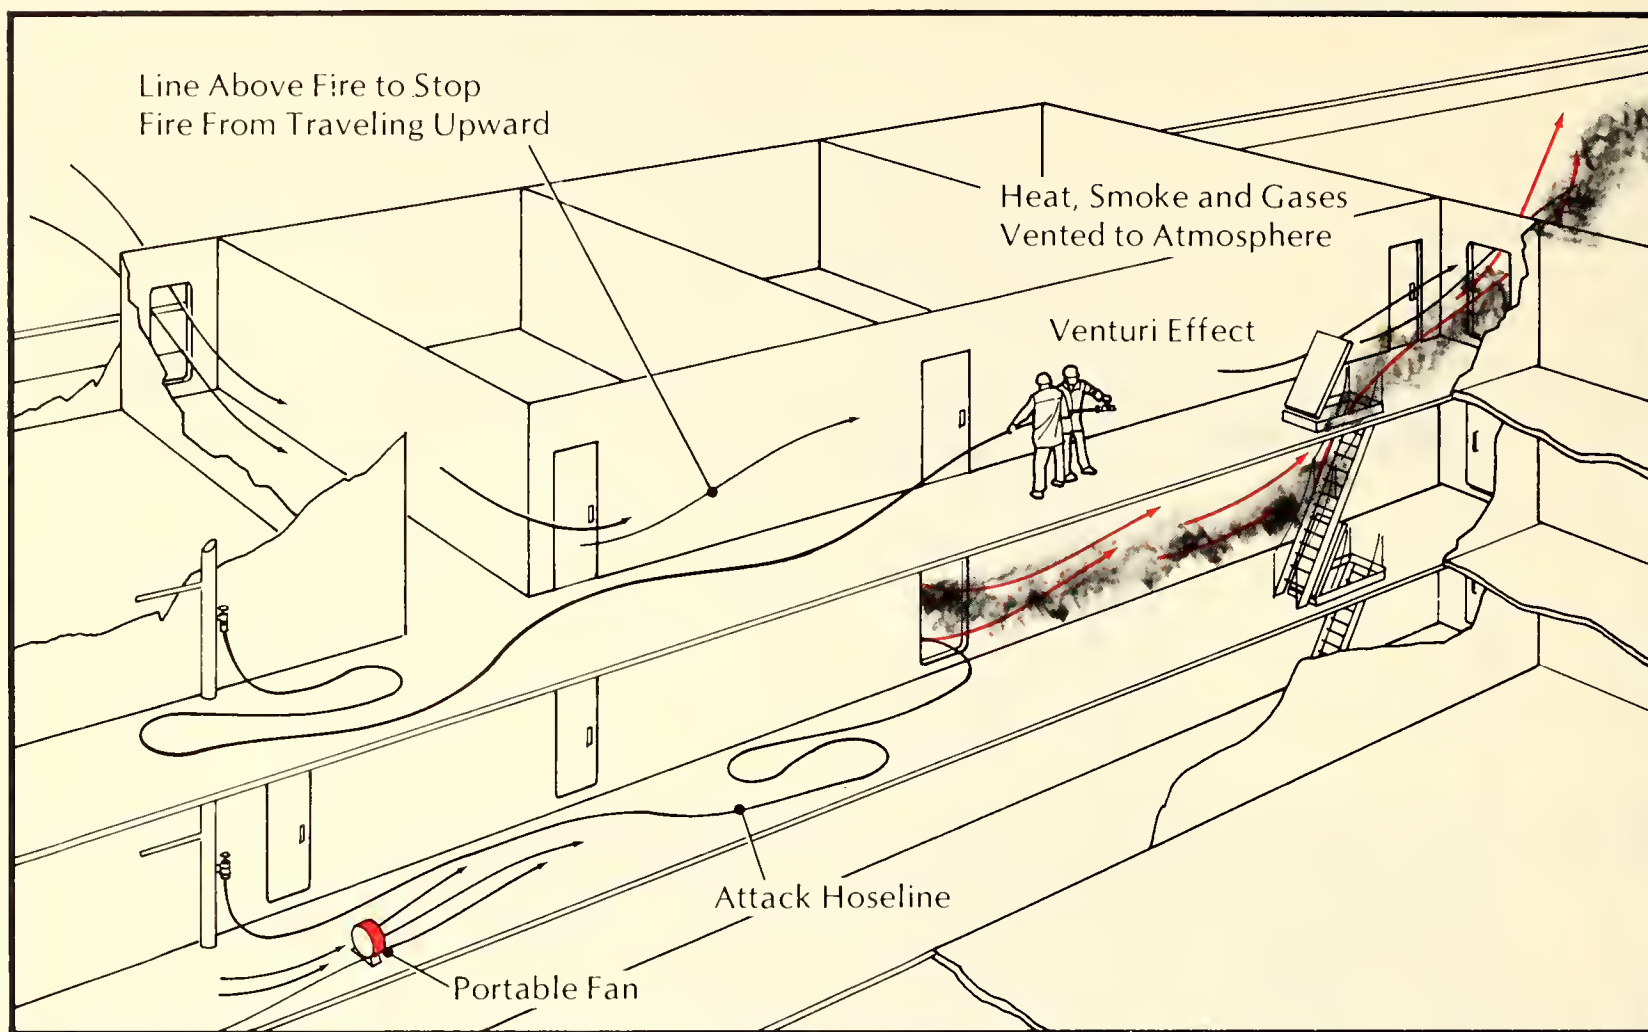 Line Above Fire to Stop
Fire From Traveling Upward
Heat, Smoke and Gases
Vented to Atmosphere
Venturi Effect
Attack Hoseline
Portable Fan